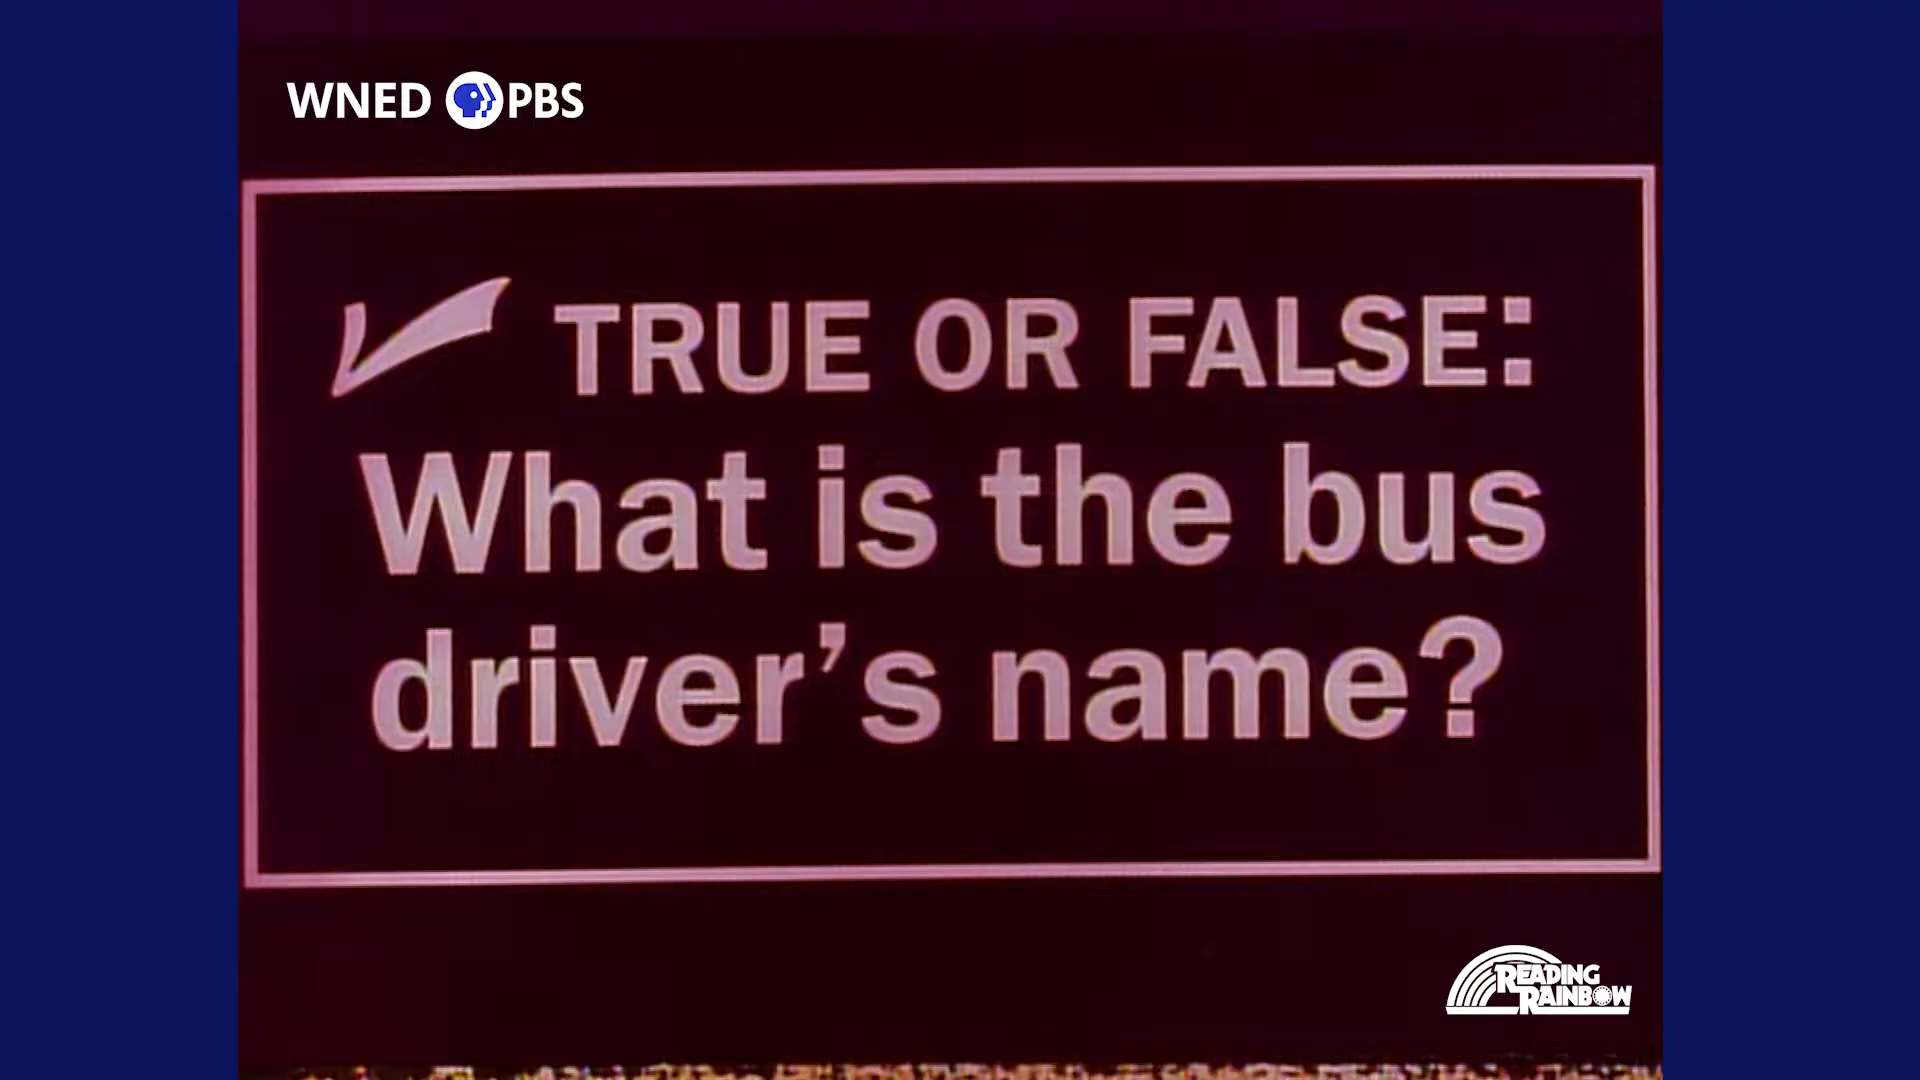 WNED PBS
TRUE OR FALSE:
What is the bus
driver's name?
READING
RAINBOW